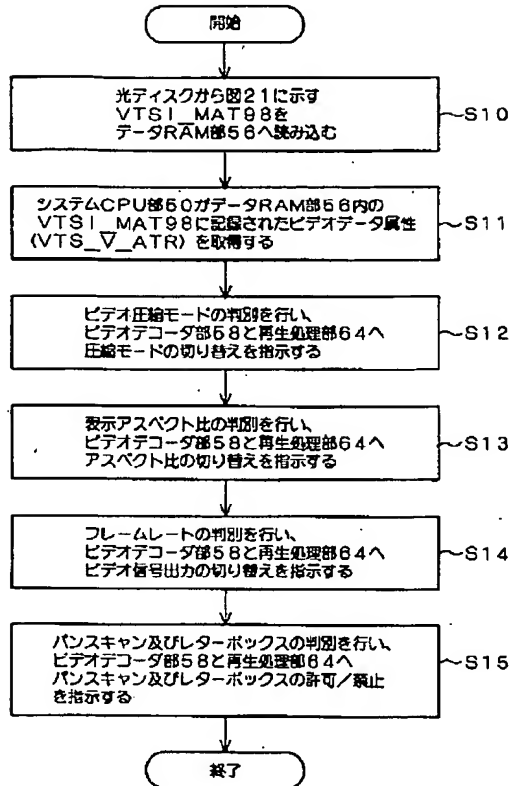 開始
光ディスクから図21に示す
VTSI_MAT98を
データRAM部56へ読み込む
S10
システムCPU部50がデータRAM部56内の
VTSI_MAT98に記録されたビデオデータ属性
(VTS_V_ATR)を取得する
S11
ビデオ圧縮モードの判別を行い、
ビデオデコーダ部58と再生処理部64へ
圧縮モードの切り替えを指示する
S12
表示アスペクト比の判別を行い、
ビデオデコーダ部58と再生処理部64へ
アスペクト比の切り替えを指示する
S13
フレームレートの判別を行い、
ビデオデコーダ部58と再生処理部64へ
ビデオ信号出力の切り替えを指示する
S14
パンスキャン及びレターボックスの判別を行い、
ビデオデコーダ部58と再生処理部64へ
パンスキャン及びレターボックスの許可/禁止
を指示する
S15
終了